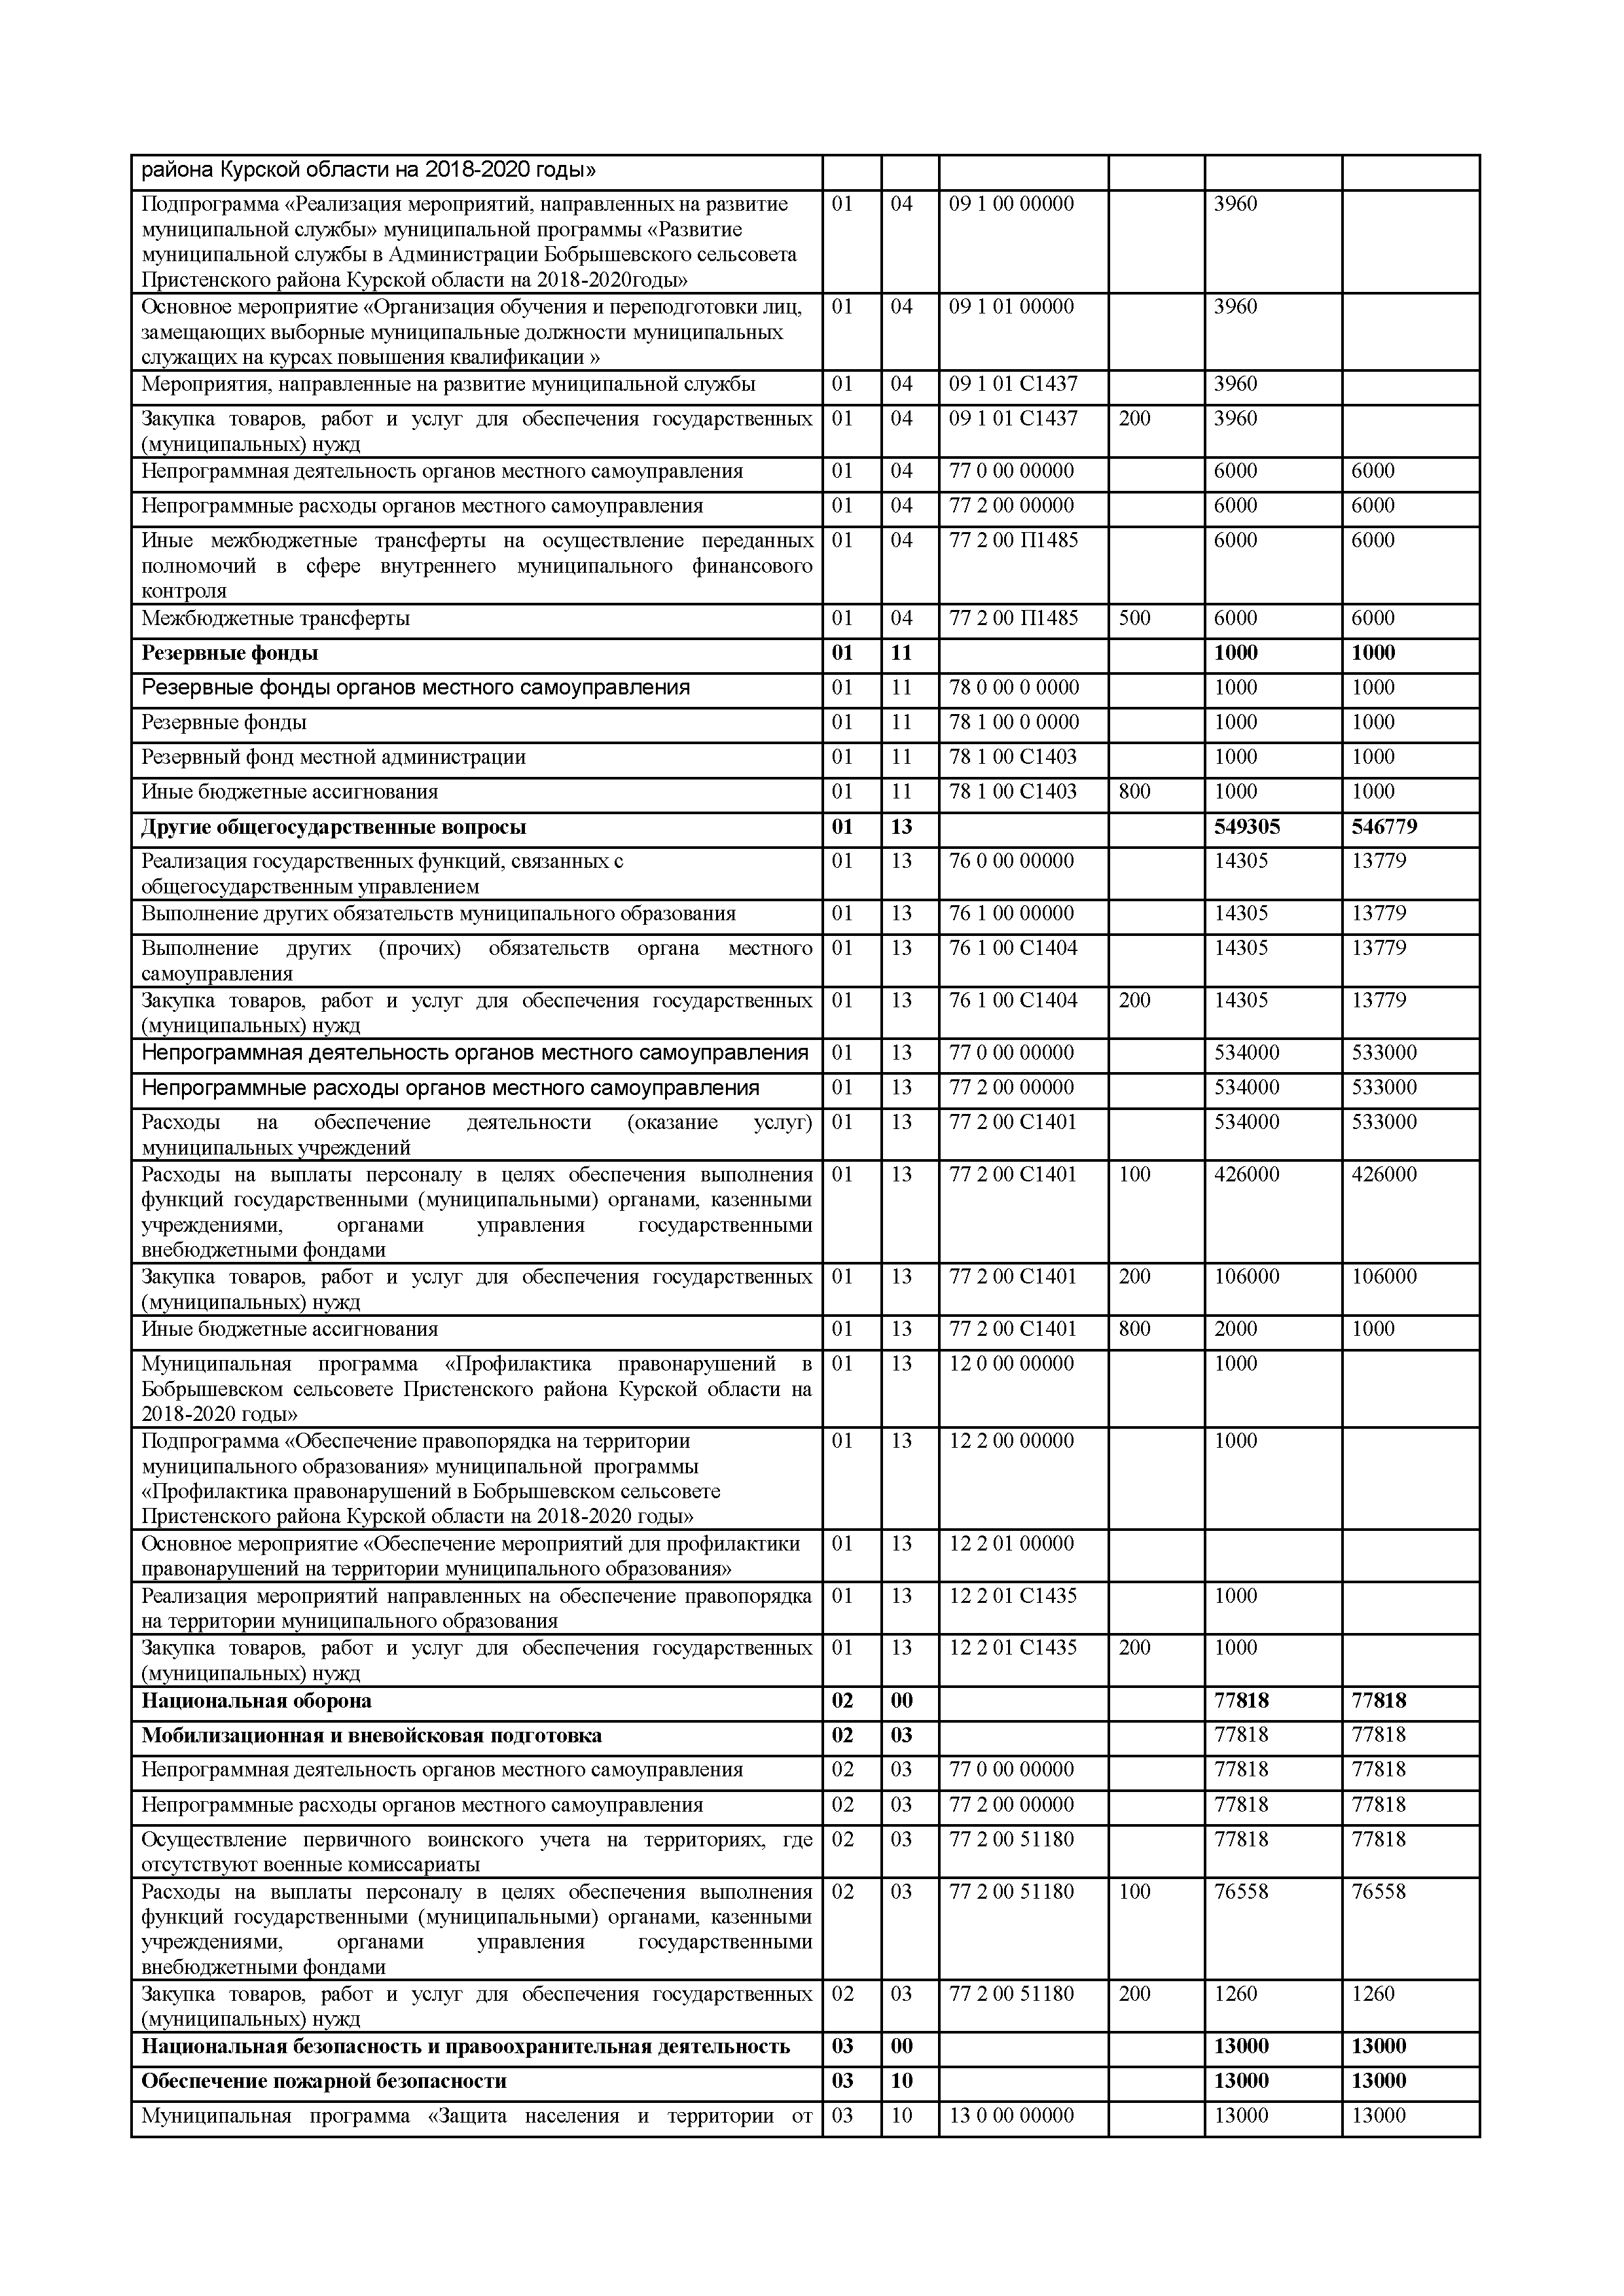 района Курской области на 2018-2020 годы»
Подпрограмма «Реализация мероприятий, направленных на развитие 01 04 09 1 00 00000 3960
муниципальной службы» муниципальной программы «Развитие
муниципальной службы в Администрации Бобрышевского сельсовета
Пристенского района Курской области на 2018-2020годы»
Основное мероприятие «Организация обучения и переподготовки лиц, 01 04 09 1 01 00000 3960
замещающих выборные муниципальные должности муниципальных
служащих на курсах повышения квалификации »
Мероприятия, направленные на развитие муниципальной службы 01 04 09 1 01 С1437 3960
Закупка товаров, работ и услуг для обеспечения государственных 01 04 09 1 01 С1437 200 3960
(муниципальных) нужд
Непрограммная деятельность органов местного самоуправления 01 04 77 0 00 00000 6000 6000
Непрограммные расходы органов местного самоуправления 01 04 77 2 00 00000 6000 6000
Иные межбюджетные трансферты на осуществление переданных 01 04 77 2 00 П1485 6000 6000
полномочий в сфере внутреннего муниципального финансового
контроля
Межбюджетные трансферты 01 04 77 2 00 П1485 500 6000 6000
Резервные фонды 01 11 1000 1000
Резервные фонды органов местного самоуправления 01 11 78 0 00 0 0000 1000 1000
Резервные фонды 01 11 78 1 00 0 0000 1000 1000
Резервный фонд местной администрации 01 11 78 1 00 С1403 1000 1000
Иные бюджетные ассигнования 01 11 78 1 00 С1403 800 1000 1000
Другие общегосударственные вопросы 01 13 549305 546779
Реализация государственных функций, связанных с 01 13 76 0 00 00000 14305 13779
общегосударственным управлением
Выполнение других обязательств муниципального образования 01 13 76 1 00 00000 14305 13779
Выполнение других (прочих) обязательств органа местного 01 13 76 1 00 С1404 14305 13779
самоуправления
Закупка товаров, работ и услуг для обеспечения государственных 01 13 76 1 00 С1404 200 14305 13779
(муниципальных) нужд
Непрограммная деятельность органов местного самоуправления 01 13 77 0 00 00000 534000 533000
Непрограммные расходы органов местного самоуправления 01 13 77 2 00 00000 534000 533000
Расходы на обеспечение деятельности (оказание услуг) 01 13 77 2 00 С1401 534000 533000
муниципальных учреждений
Расходы на выплаты персоналу в целях обеспечения выполнения 01 13 77 2 00 С1401 100 426000 426000
функций государственными (муниципальными) органами, казенными
учреждениями, органами управления государственными
внебюджетными фондами
Закупка товаров, работ и услуг для обеспечения государственных 01 13 77 2 00 С1401 200 106000 106000
(муниципальных) нужд
Иные бюджетные ассигнования 01 13 77 2 00 С1401 800 2000 1000
Муниципальная программа «Профилактика правонарушений в 01 13 12 0 00 00000 1000
Бобрышевском сельсовете Пристенского района Курской области на
2018-2020 годы»
Подпрограмма «Обеспечение правопорядка на территории 01 13 12 2 00 00000 1000
муниципального образования» муниципальной программы
«Профилактика правонарушений в Бобрышевском сельсовете
Пристенского района Курской области на 2018-2020 годы»
Основное мероприятие «Обеспечение мероприятий для профилактики 01 13 12 2 01 00000
правонарушений на территории муниципального образования»
Реализация мероприятий направленных на обеспечение правопорядка 01 13 12 2 01 С1435 1000
на территории муниципального образования
Закупка товаров, работ и услуг для обеспечения государственных 01 13 12 2 01 С1435 200 1000
(муниципальных) нужд
Национальная оборона 02 00 77818 77818
Мобилизационная и вневойсковая подготовка 02 03 77818 77818
Непрограммная деятельность органов местного самоуправления 02 03 77 0 00 00000 77818 77818
Непрограммные расходы органов местного самоуправления 02 03 77 2 00 00000 77818 77818
Осуществление первичного воинского учета на территориях, где 02 03 77 2 00 51180 77818 77818
отсутствуют военные комиссариаты
Расходы на выплаты персоналу в целях обеспечения выполнения 02 03 77 2 00 51180 100 76558 76558
функций государственными (муниципальными) органами, казенными
учреждениями, органами управления государственными
внебюджетными фондами
Закупка товаров, работ и услуг для обеспечения государственных 02 03 77 2 00 51180 200 1260 1260
(муниципальных) нужд
Национальная безопасность и правоохранительная деятельность 03 00 13000 13000
Обеспечение пожарной безопасности 03 10 13000 13000
Муниципальная программа «Защита населения и территории от 03 10 13 0 00 00000 13000 13000